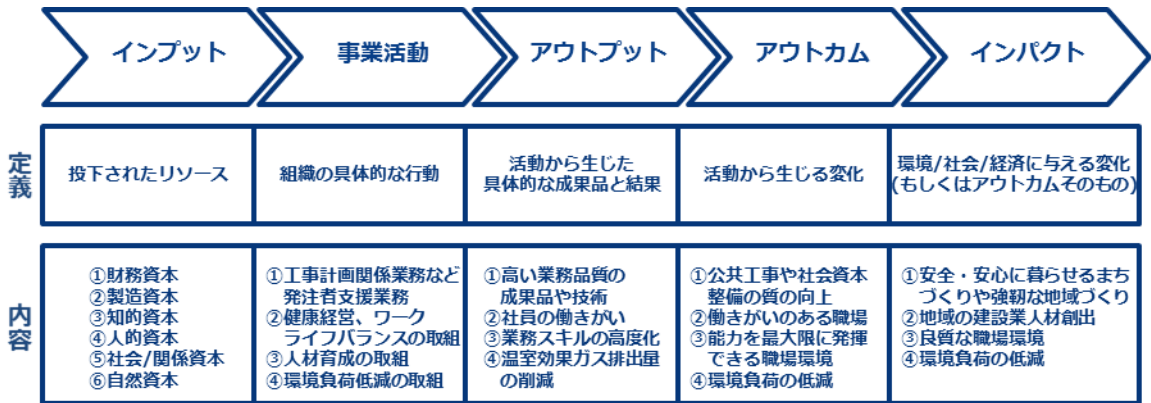 インプット
事業活動
アウトプット
アウトカム
インパクト
定義
投下されたリソース
組織の具体的な行動
活動から生じた
具体的な成果品と結果
活動から生じる変化
環境/社会/経済に与える変化
(もしくはアウトカムそのもの)
内容
①財務資本
②製造資本
③知的資本
④人的資本
⑤社会/関係資本
⑥自然資本
①工事計画関係業務など
発注者支援業務
②健康経営、ワーク
ライフバランスの取組
③人材育成の取組
④環境負荷低減の取組
①高い業務品質の
成果品や技術
②社員の働きがい
③業務スキルの高度化
④温室効果ガス排出量
の削減
①公共工事や社会資本
整備の質の向上
②働きがいのある職場
③能力を最大限に発揮
できる職場環境
④環境負荷の低減
①安全・安心に暮らせるまち
づくりや強靭な地域づくり
②地域の建設業人材創出
③良質な職場環境
④環境負荷の低減